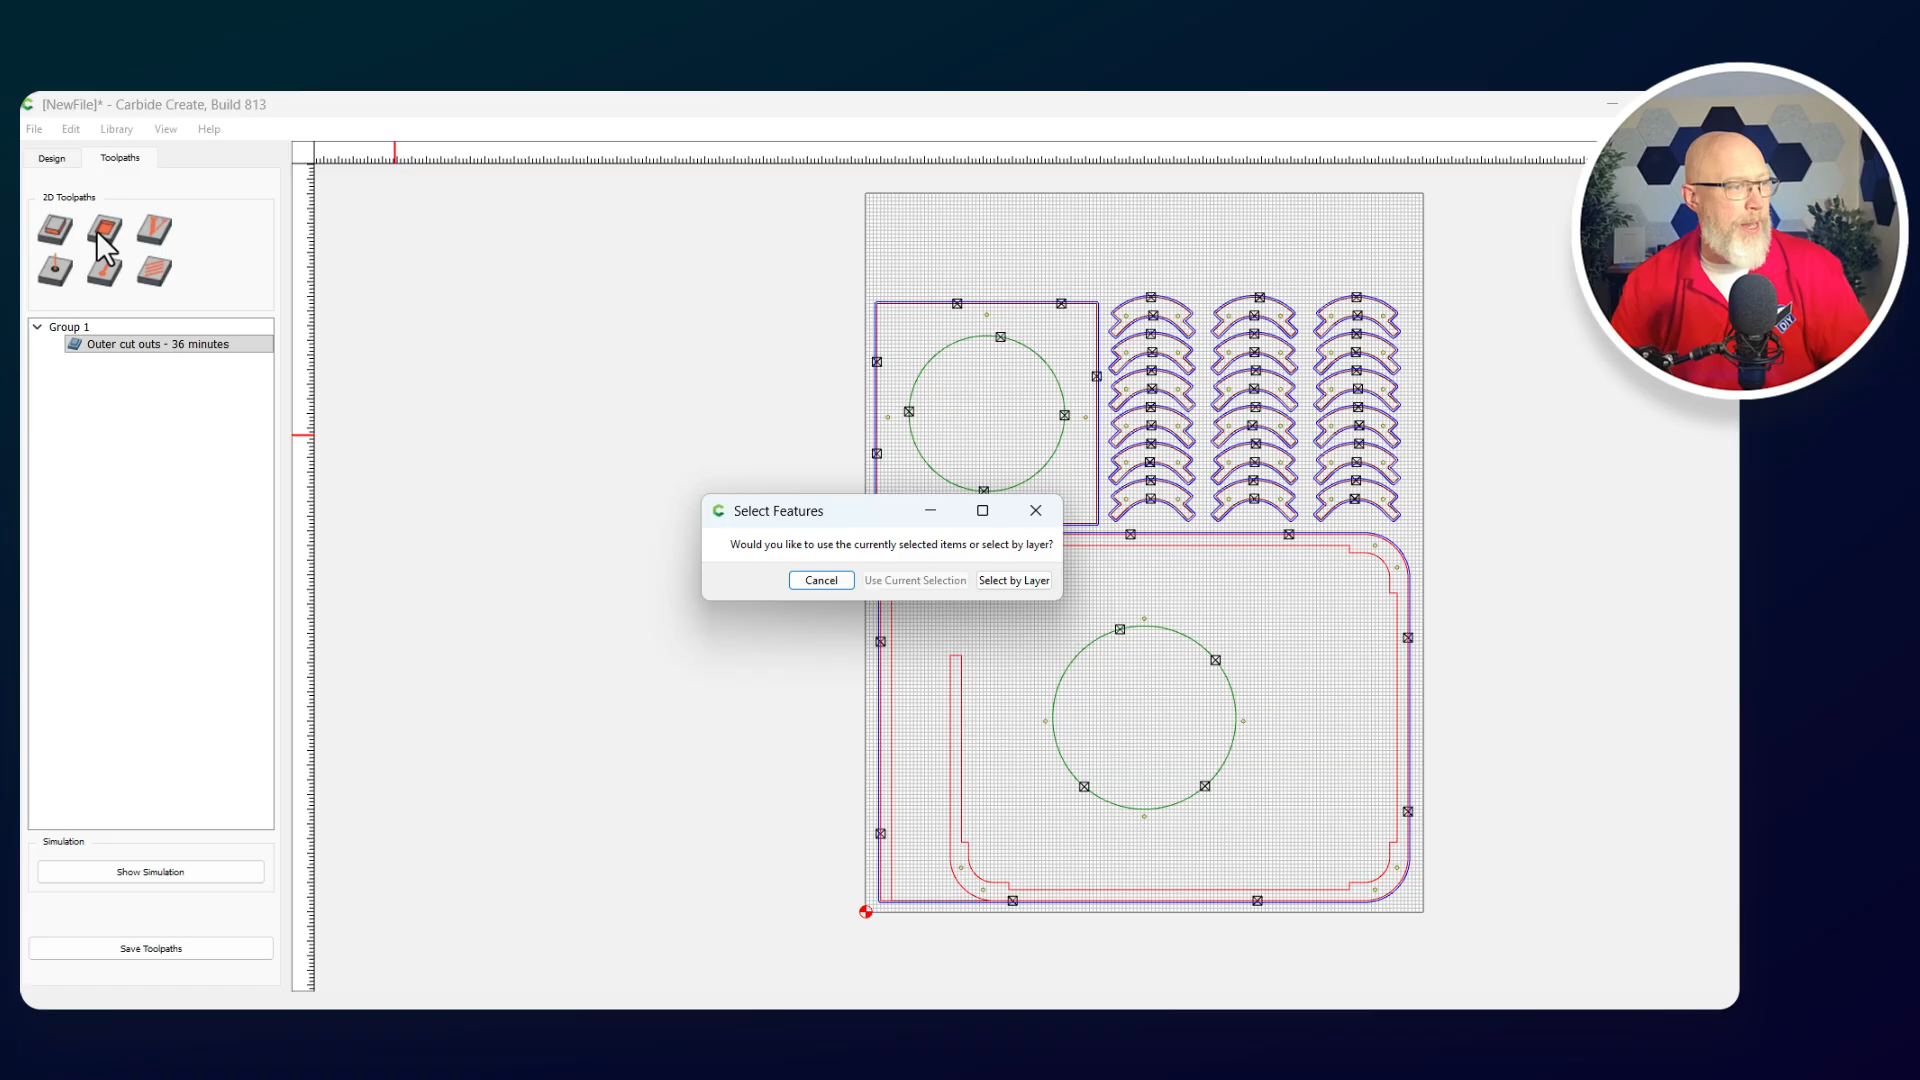 [NewFile]* - Carbide Create, Build 813
File Edit Library View Help
Design Toolpaths
2D Toolpaths
Group 1
Outer cut outs - 36 minutes
Select Features
Would you like to use the currently selected items or select by layer?
Cancel Use Current Selection Select by Layer
Simulation
Show Simulation
Save Toolpaths
DIY